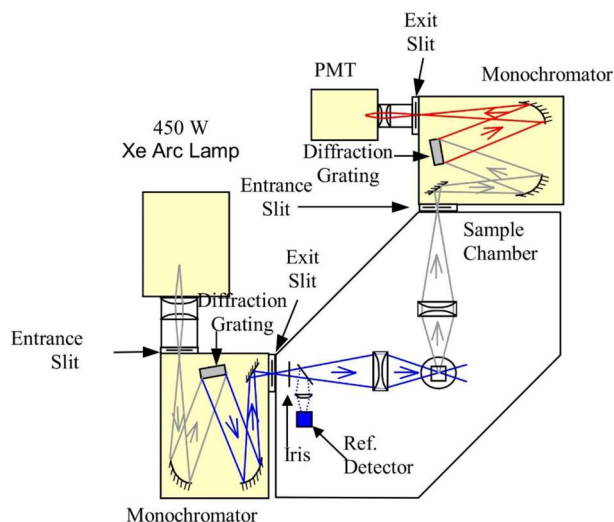 Exit
Slit
PMT
Monochromator
450 W
Xe Arc Lamp
Diffraction
Grating
Entrance
Slit
Sample
Chamber
Exit
Slit
Diffraction
Grating
Entrance
Slit
Iris
Ref.
Detector
Monochromator